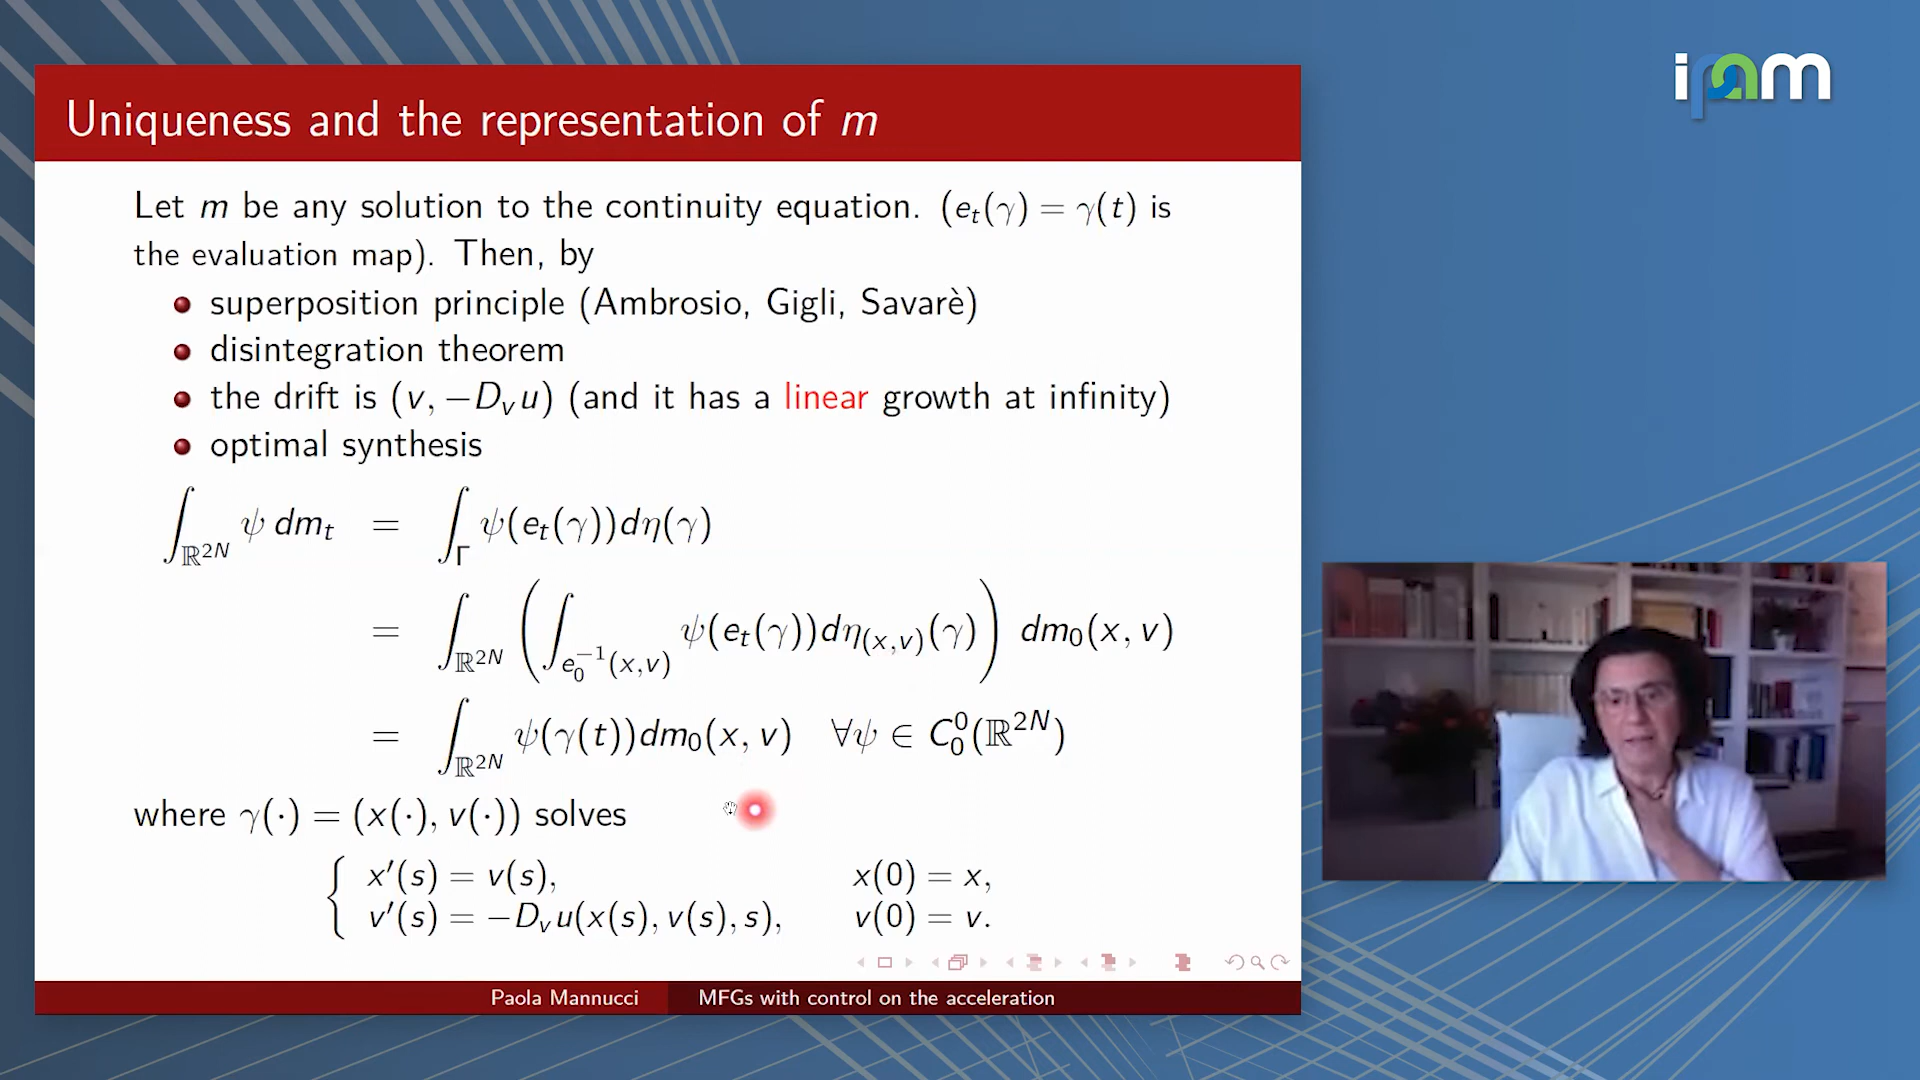 ipam
Uniqueness and the representation of m
Let m be any solution to the continuity equation. (e_t(γ) = γ(t) is
the evaluation map). Then, by
superposition principle (Ambrosio, Gigli, Savarè)
disintegration theorem
the drift is (v, −D_v u) (and it has a linear growth at infinity)
optimal synthesis
∫_{ℝ^{2N}} ψ dm_t = ∫_Γ ψ(e_t(γ))dη(γ)
= ∫_{ℝ^{2N}} ( ∫_{e_0^{−1}(x,v)} ψ(e_t(γ))dη_{(x,v)}(γ) ) dm_0(x, v)
= ∫_{ℝ^{2N}} ψ(γ(t))dm_0(x, v) ∀ψ ∈ C_0^0(ℝ^{2N})
where γ(·) = (x(·), v(·)) solves
{ x′(s) = v(s), x(0) = x,
v′(s) = −D_v u(x(s), v(s), s), v(0) = v.
Paola Mannucci MFGs with control on the acceleration